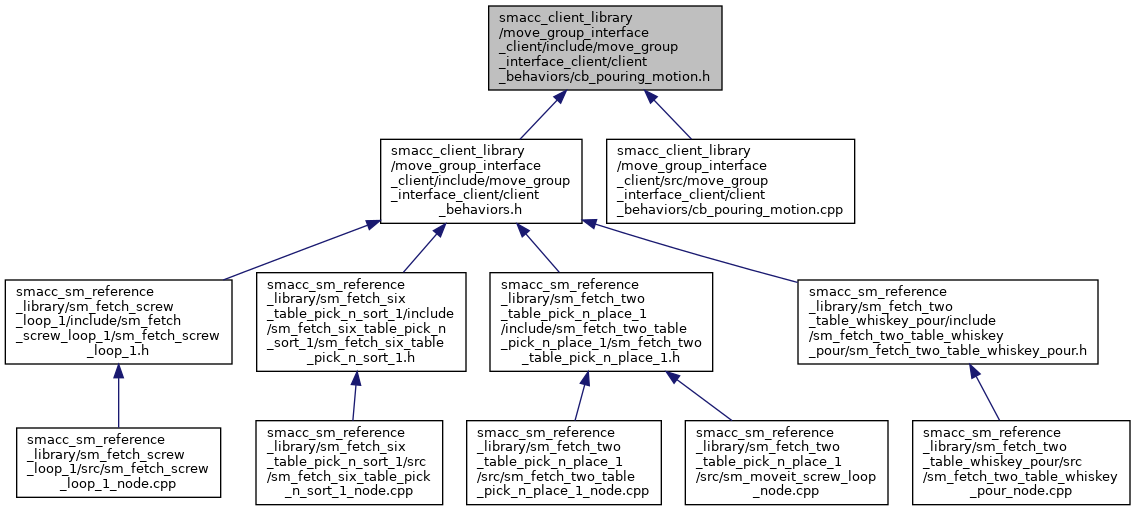 smacc_client_library
/move_group_interface
_client/include/move_group
_interface_client/client
_behaviors/cb_pouring_motion.h
smacc_client_library
/move_group_interface
_client/include/move_group
_interface_client/client
_behaviors.h
smacc_client_library
/move_group_interface
_client/src/move_group
_interface_client/client
_behaviors/cb_pouring_motion.cpp
smacc_sm_reference
_library/sm_fetch_screw
_loop_1/include/sm_fetch
_screw_loop_1/sm_fetch_screw
_loop_1.h
smacc_sm_reference
_library/sm_fetch_six
_table_pick_n_sort_1/include
/sm_fetch_six_table_pick_n
_sort_1/sm_fetch_six_table
_pick_n_sort_1.h
smacc_sm_reference
_library/sm_fetch_two
_table_pick_n_place_1
/include/sm_fetch_two_table
_pick_n_place_1/sm_fetch_two
_table_pick_n_place_1.h
smacc_sm_reference
_library/sm_fetch_two
_table_whiskey_pour/include
/sm_fetch_two_table_whiskey
_pour/sm_fetch_two_table_whiskey_pour.h
smacc_sm_reference
_library/sm_fetch_screw
_loop_1/src/sm_fetch_screw
_loop_1_node.cpp
smacc_sm_reference
_library/sm_fetch_six
_table_pick_n_sort_1/src
/sm_fetch_six_table_pick
_n_sort_1_node.cpp
smacc_sm_reference
_library/sm_fetch_two
_table_pick_n_place_1
/src/sm_fetch_two_table
_pick_n_place_1_node.cpp
smacc_sm_reference
_library/sm_fetch_two
_table_pick_n_place_1
/src/sm_moveit_screw_loop
_node.cpp
smacc_sm_reference
_library/sm_fetch_two
_table_whiskey_pour/src
/sm_fetch_two_table_whiskey
_pour_node.cpp